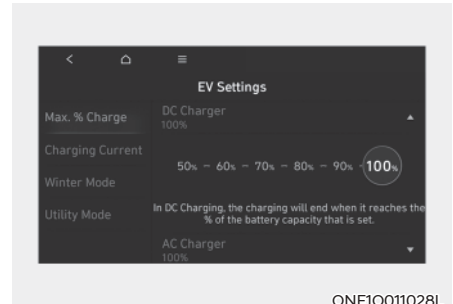 EV Settings
Max. % Charge
Charging Current
Winter Mode
Utility Mode
DC Charger
100%
50% - 60% - 70% - 80% - 90% - 100%
In DC Charging, the charging will end when it reaches the
% of the battery capacity that is set.
AC Charger
100%